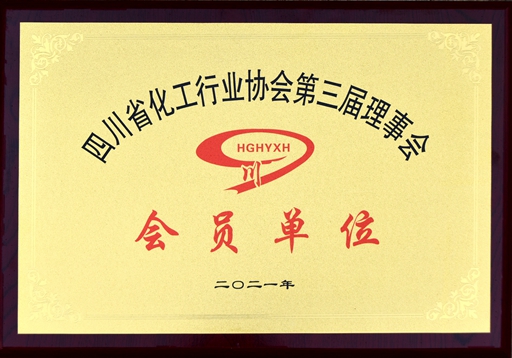 四川省化工行业协会第三届理事会
HGHYXH
川
会员单位
二〇二一年